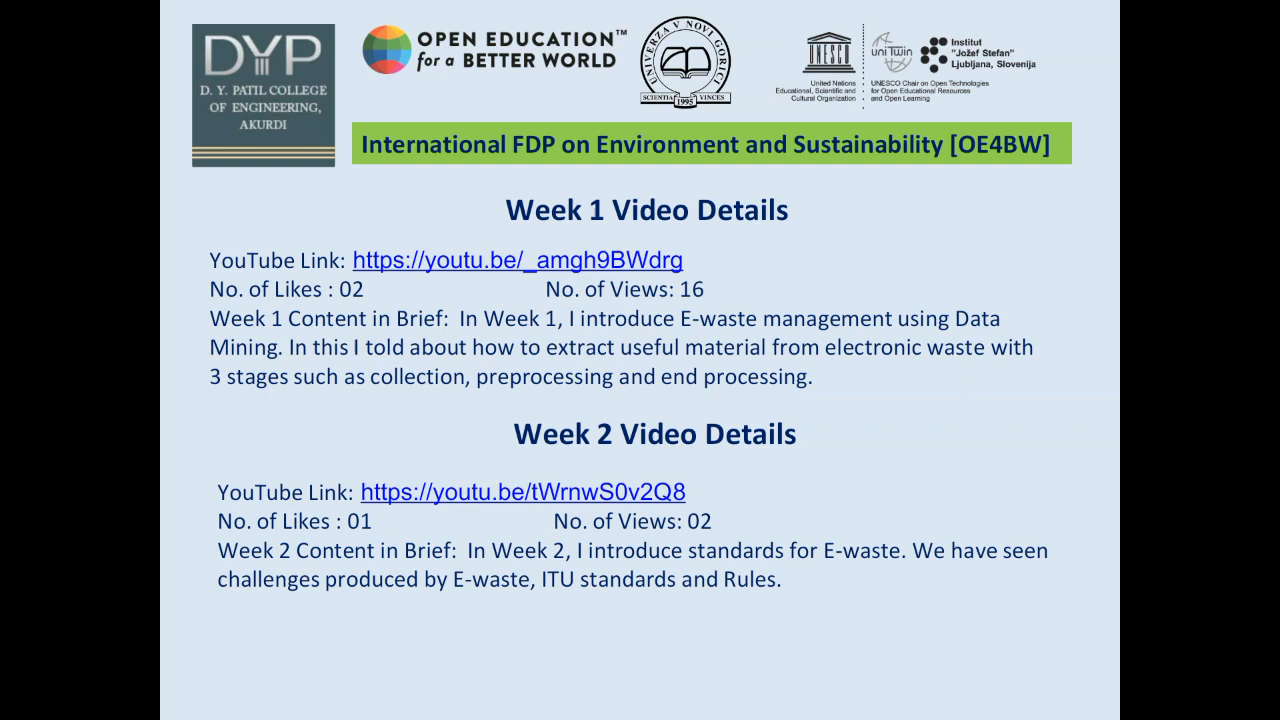 DYP
D. Y. PATIL COLLEGE
OF ENGINEERING,
AKURDI
OPEN EDUCATION™
for a BETTER WORLD
UNIVERZA V NOVI GORICI
SCIENTIA VINCES
1995
UNESCO
United Nations
Educational, Scientific and
Cultural Organization
uniTwin
Institut
"Jožef Stefan"
Ljubljana, Slovenija
UNESCO Chair on Open Technologies
for Open Educational Resources
and Open Learning
International FDP on Environment and Sustainability [OE4BW]
Week 1 Video Details
YouTube Link: https://youtu.be/_amgh9BWdrg
No. of Likes : 02 No. of Views: 16
Week 1 Content in Brief: In Week 1, I introduce E-waste management using Data
Mining. In this I told about how to extract useful material from electronic waste with
3 stages such as collection, preprocessing and end processing.
Week 2 Video Details
YouTube Link: https://youtu.be/tWrnwS0v2Q8
No. of Likes : 01 No. of Views: 02
Week 2 Content in Brief: In Week 2, I introduce standards for E-waste. We have seen
challenges produced by E-waste, ITU standards and Rules.